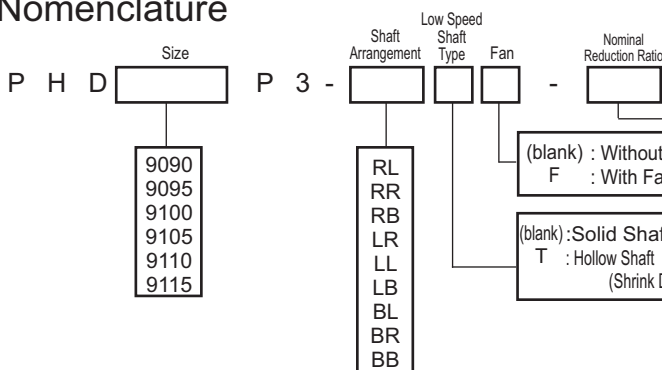 Nomenclature
Low Speed
Shaft
Type
Shaft
Arrangement
Size
Fan
Nominal
Reduction Ratio
P H D P 3 - -
9090
9095
9100
9105
9110
9115
RL
RR
RB
LR
LL
LB
BL
BR
BB
(blank) : Without
F : With Fa
(blank) : Solid Shaf
T : Hollow Shaft
(Shrink D